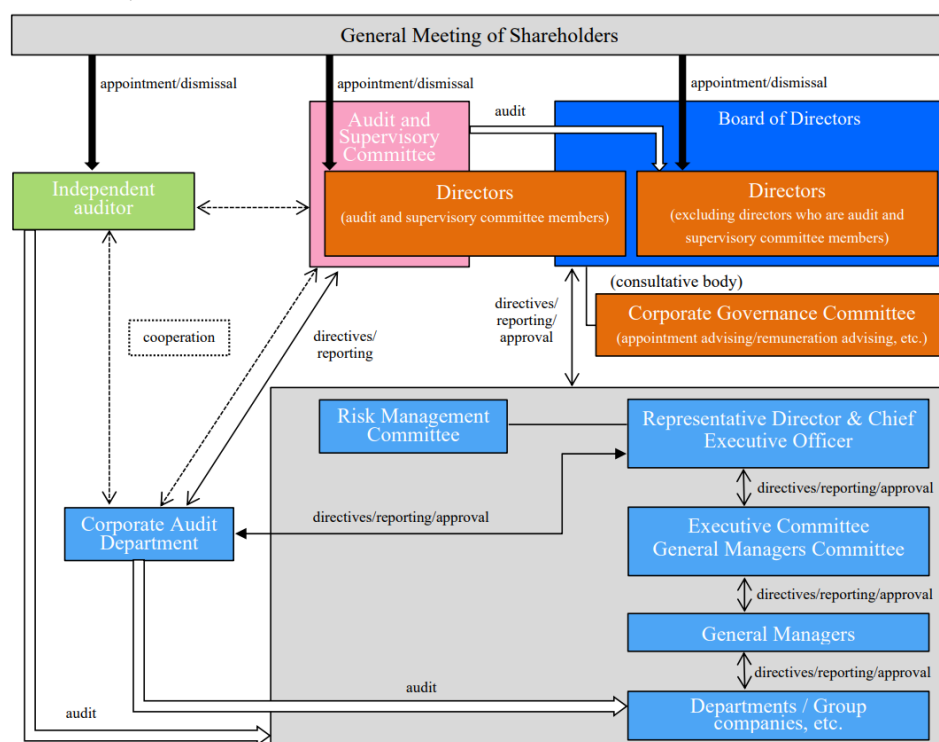 General Meeting of Shareholders
appointment/dismissal
appointment/dismissal
appointment/dismissal
Audit and
Supervisory
Committee
audit
Board of Directors
Independent
auditor
Directors
(audit and supervisory committee members)
Directors
(excluding directors who are audit and
supervisory committee members)
(consultative body)
Corporate Governance Committee
(appointment advising/remuneration advising, etc.)
directives/
reporting/
approval
cooperation
directives/
reporting
Risk Management
Committee
Representative Director & Chief
Executive Officer
directives/reporting/approval
Corporate Audit
Department
directives/reporting/approval
Executive Committee
General Managers Committee
directives/reporting/approval
General Managers
directives/reporting/approval
audit
Departments / Group
companies, etc.
audit